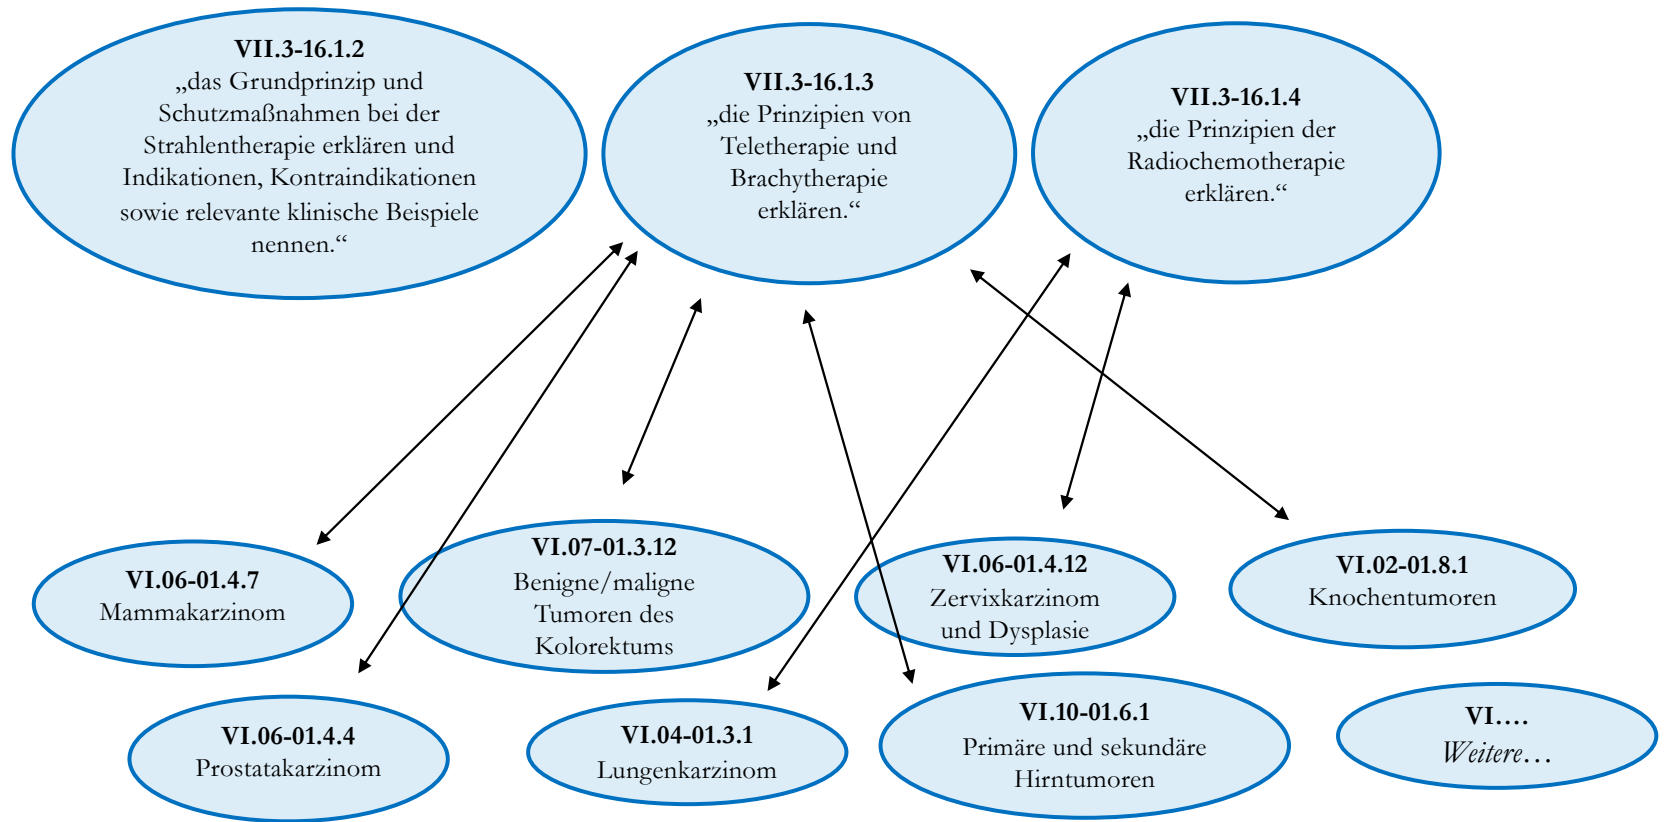 VII.3-16.1.2
„das Grundprinzip und
Schutzmaßnahmen bei der
Strahlentherapie erklären und
Indikationen, Kontraindikationen
sowie relevante klinische Beispiele
nennen.“
VII.3-16.1.3
„die Prinzipien von
Teletherapie und
Brachytherapie
erklären.“
VII.3-16.1.4
„die Prinzipien der
Radiochemotherapie
erklären.“
VI.06-01.4.7
Mammakarzinom
VI.07-01.3.12
Benigne/maligne
Tumoren des
Kolorektums
VI.06-01.4.12
Zervixkarzinom
und Dysplasie
VI.02-01.8.1
Knochentumoren
VI.06-01.4.4
Prostatakarzinom
VI.04-01.3.1
Lungenkarzinom
VI.10-01.6.1
Primäre und sekundäre
Hirntumoren
VI….
Weitere…